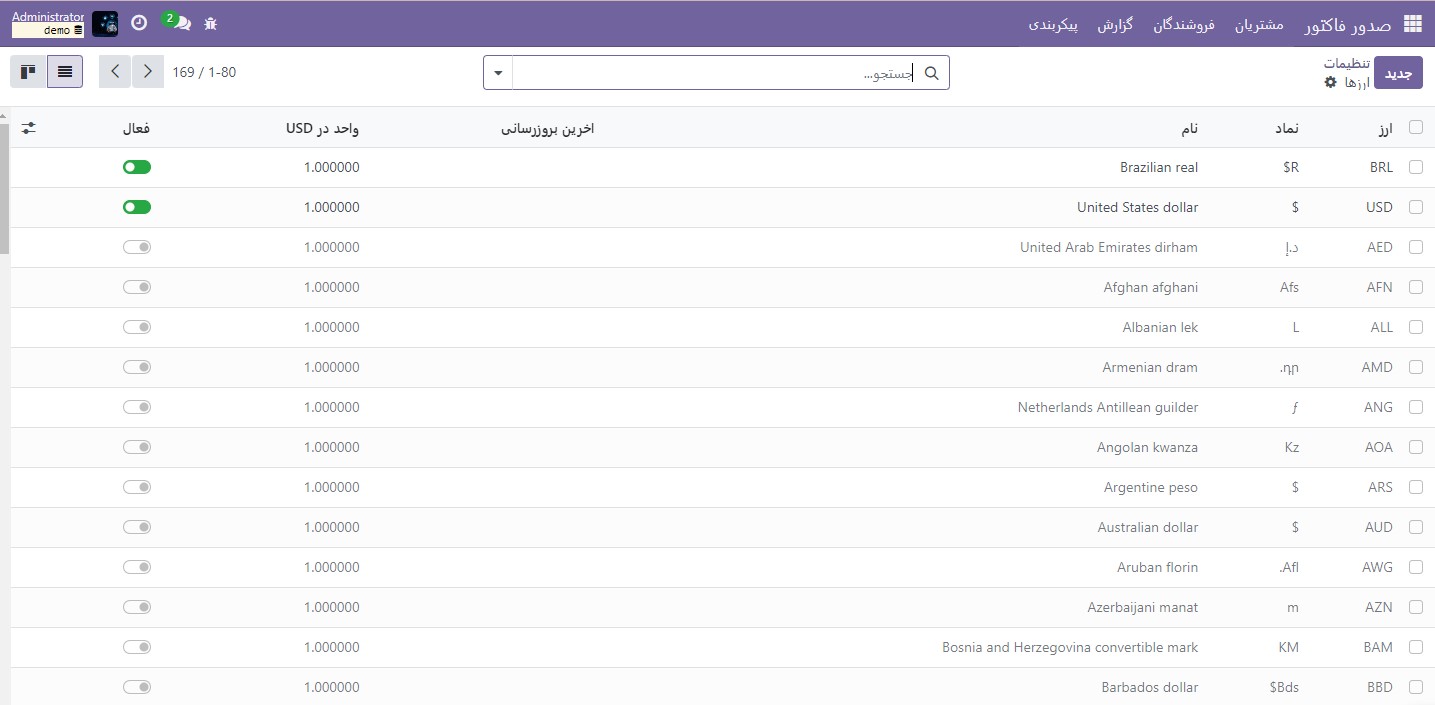 صدور فاکتور مشتریان فروشندگان گزارش پیکربندی 2 Administrator
demo
جدید تنظیمات جستجو... 1-80 / 169
ارزها
ارز نماد نام اخرین بروزرسانی واحد در USD فعال
BRL R$ Brazilian real 1.000000
USD $ United States dollar 1.000000
AED د.إ United Arab Emirates dirham 1.000000
AFN Afs Afghan afghani 1.000000
ALL L Albanian lek 1.000000
AMD դր. Armenian dram 1.000000
ANG ƒ Netherlands Antillean guilder 1.000000
AOA Kz Angolan kwanza 1.000000
ARS $ Argentine peso 1.000000
AUD $ Australian dollar 1.000000
AWG Afl. Aruban florin 1.000000
AZN m Azerbaijani manat 1.000000
BAM KM Bosnia and Herzegovina convertible mark 1.000000
BBD Bds$ Barbados dollar 1.000000